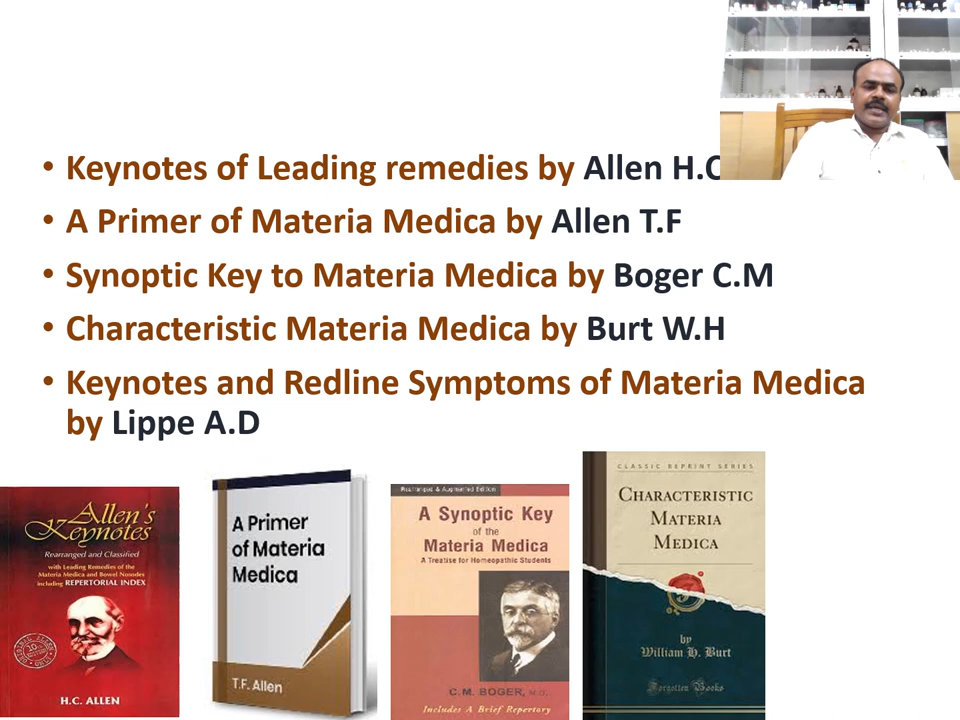 • Keynotes of Leading remedies by Allen H.C
• A Primer of Materia Medica by Allen T.F
• Synoptic Key to Materia Medica by Boger C.M
• Characteristic Materia Medica by Burt W.H
• Keynotes and Redline Symptoms of Materia Medica
by Lippe A.D
Allen's
Keynotes
Rearranged and Classified
with Leading Remedies of the
Materia Medica and Bowel Nosodes
including REPERTORIAL INDEX
H.C. ALLEN
A Primer
of Materia
Medica
T.F. Allen
Rearranged & Augmented Edition
A Synoptic Key
of the
Materia Medica
A Treatise for Homeopathic Students
C.M. BOGER, M.D.
Includes A Brief Repertory
CLASSIC REPRINT SERIES
CHARACTERISTIC
MATERIA
MEDICA
by
William H. Burt
Forgotten Books